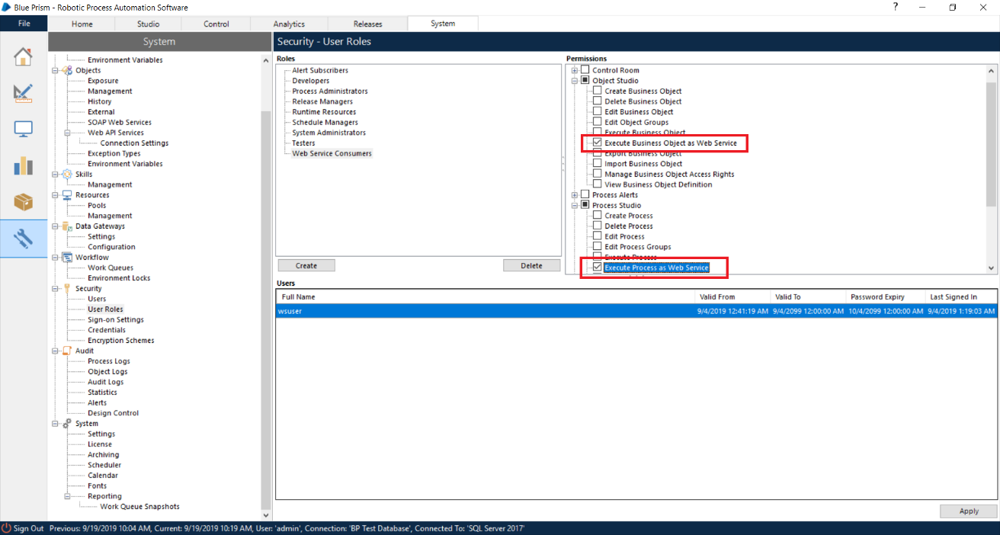 Blue Prism - Robotic Process Automation Software
?
File
Home
Studio
Control
Analytics
Releases
System
System
Environment Variables
Objects
Exposure
Management
History
External
SOAP Web Services
Web API Services
Connection Settings
Exception Types
Environment Variables
Skills
Management
Resources
Pools
Management
Data Gateways
Settings
Configuration
Workflow
Work Queues
Environment Locks
Security
Users
User Roles
Sign-on Settings
Credentials
Encryption Schemes
Audit
Process Logs
Object Logs
Audit Logs
Statistics
Alerts
Design Control
System
Settings
License
Archiving
Scheduler
Calendar
Fonts
Reporting
Work Queue Snapshots
Security - User Roles
Roles
Alert Subscribers
Developers
Process Administrators
Release Managers
Runtime Resources
Schedule Managers
System Administrators
Testers
Web Service Consumers
Create
Delete
Permissions
Control Room
Object Studio
Create Business Object
Delete Business Object
Edit Business Object
Edit Object Groups
Execute Business Object
Execute Business Object as Web Service
Export Business Object
Import Business Object
Manage Business Object Access Rights
View Business Object Definition
Process Alerts
Process Studio
Create Process
Delete Process
Edit Process
Edit Process Groups
Execute Process
Execute Process as Web Service
Users
Full Name Valid From Valid To Password Expiry Last Signed In
wsuser 9/4/2019 12:41:19 AM 9/4/2099 12:00:00 AM 10/4/2099 12:00:00 AM 9/4/2019 1:19:03 AM
Apply
Sign Out Previous: 9/19/2019 10:04 AM, Current: 9/19/2019 10:19 AM, User: 'admin', Connection: 'BP Test Database', Connected To: 'SQL Server 2017'